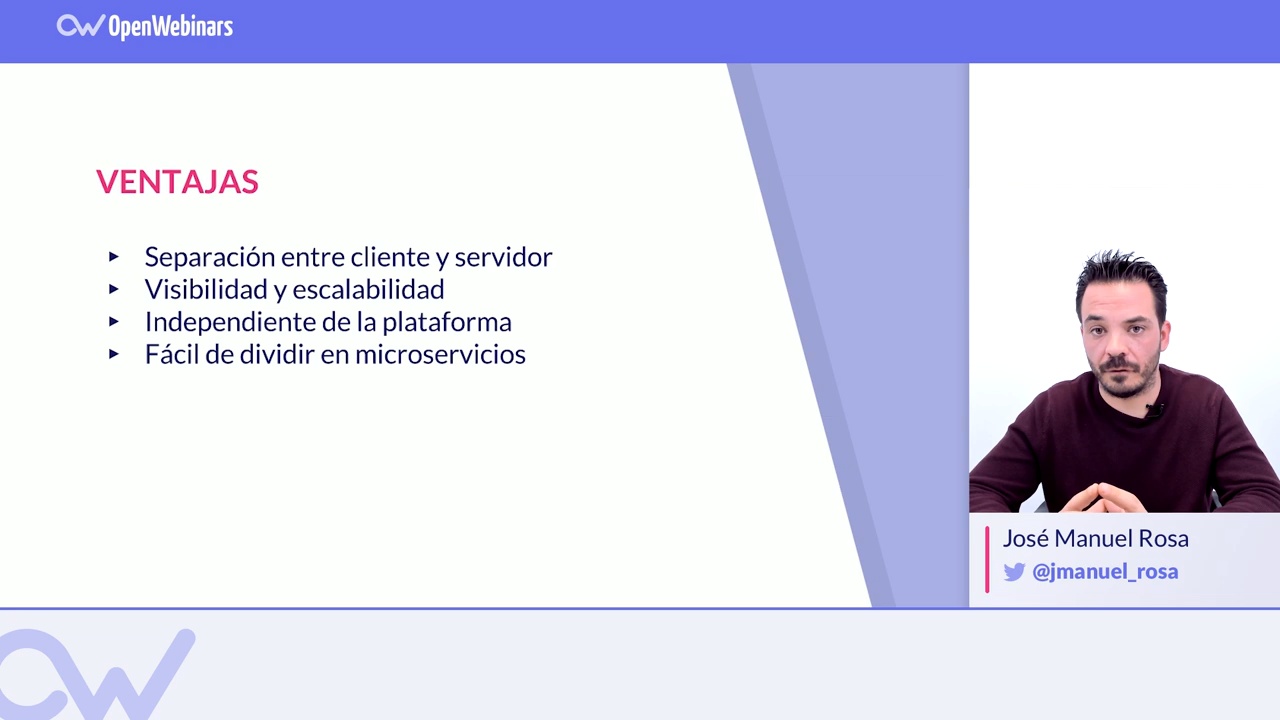 OpenWebinars
VENTAJAS
▸ Separación entre cliente y servidor
▸ Visibilidad y escalabilidad
▸ Independiente de la plataforma
▸ Fácil de dividir en microservicios
José Manuel Rosa
@jmanuel_rosa